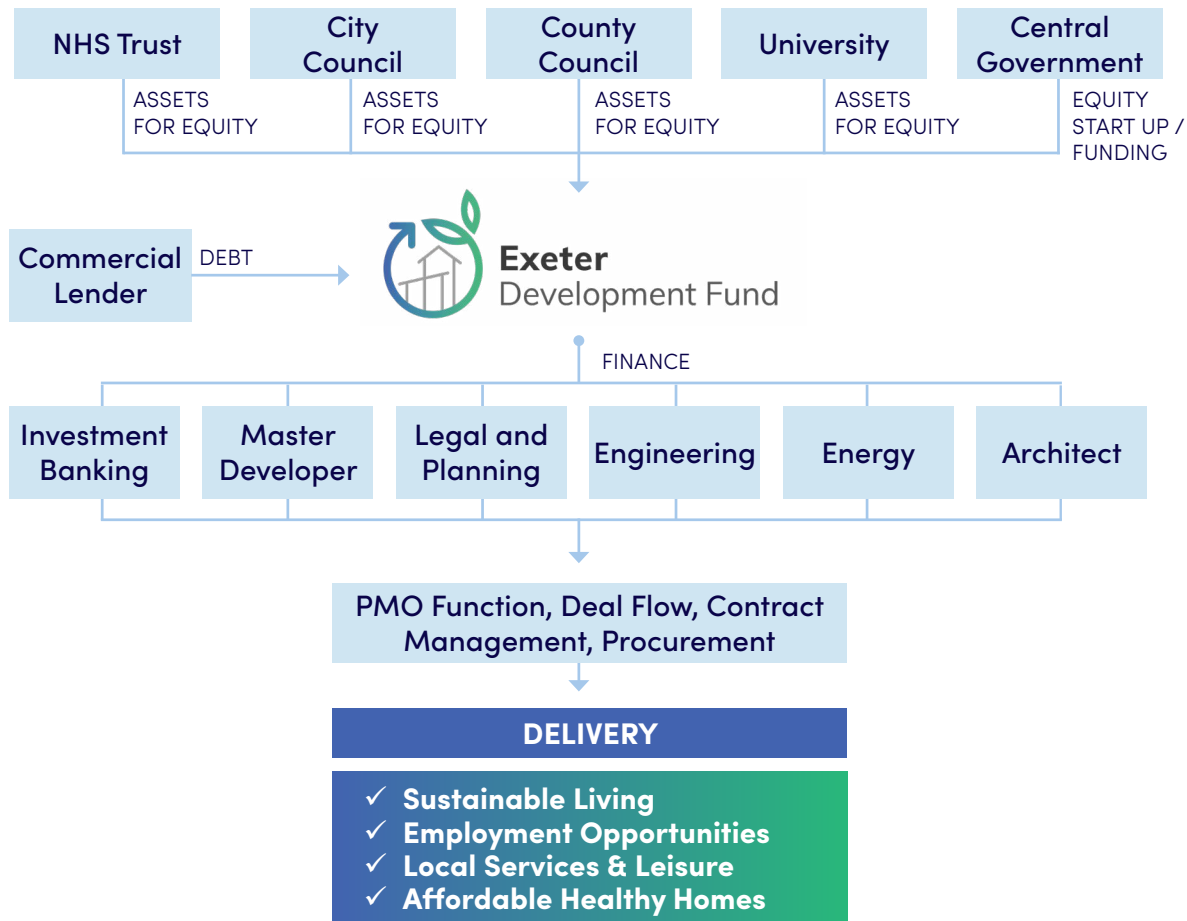 NHS Trust
City
Council
County
Council
University
Central
Government
ASSETS
FOR EQUITY
ASSETS
FOR EQUITY
ASSETS
FOR EQUITY
ASSETS
FOR EQUITY
EQUITY
START UP /
FUNDING
Commercial
Lender
DEBT
Exeter
Development Fund
FINANCE
Investment
Banking
Master
Developer
Legal and
Planning
Engineering
Energy
Architect
PMO Function, Deal Flow, Contract
Management, Procurement
DELIVERY
✓ Sustainable Living
✓ Employment Opportunities
✓ Local Services & Leisure
✓ Affordable Healthy Homes